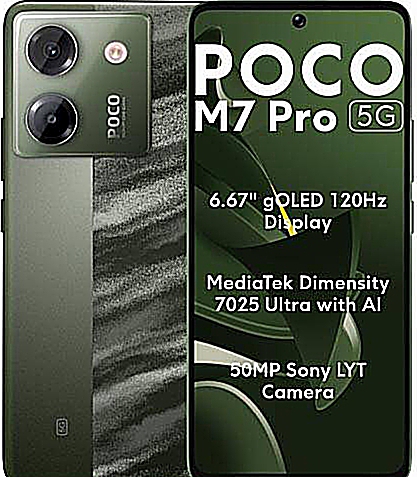 POCO
5G
POCO
M7 Pro 5G
6.67" gOLED 120Hz
Display
MediaTek Dimensity
7025 Ultra with AI
50MP Sony LYT
Camera